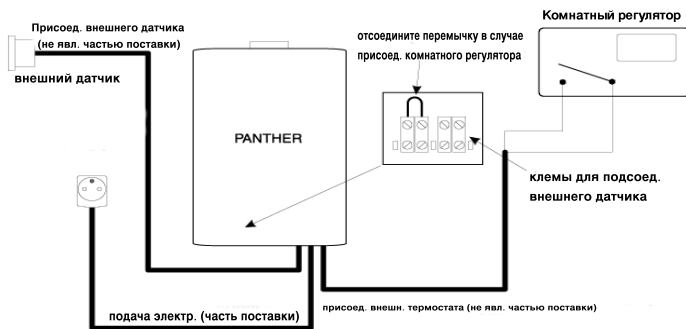 Присоед. внешнего датчика
(не явл. частью поставки)
внешний датчик
отсоедините перемычку в случае
присоед. комнатного регулятора
Комнатный регулятор
PANTHER
клемы для подсоед.
внешнего датчика
подача электр. (часть поставки)
присоед. внешн. термостата (не явл. частью поставки)